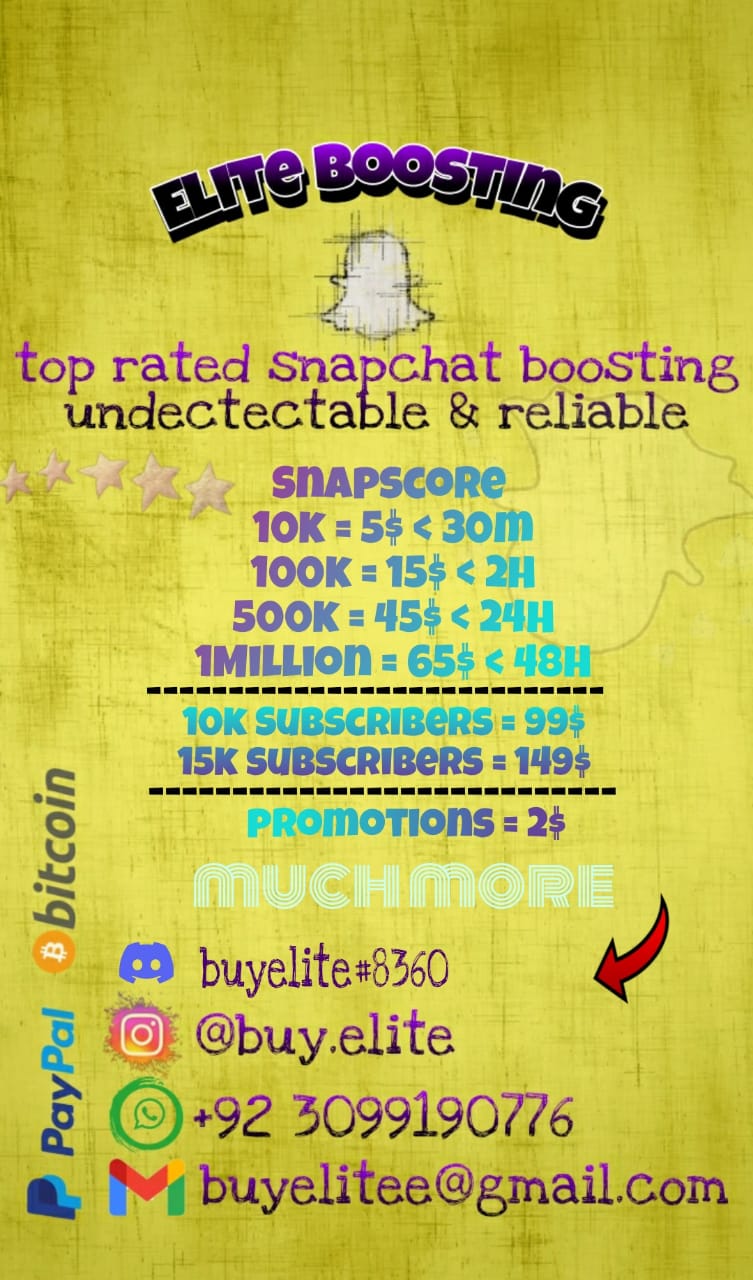 ELITE BOOSTING
top rated snapchat boosting
undectectable & reliable
SNAPSCORE
10K = 5$ < 30M
100K = 15$ < 2H
500K = 45$ < 24H
1MILLION = 65$ < 48H
10K SUBSCRIBERS = 99$
15K SUBSCRIBERS = 149$
PROMOTIONS = 2$
MUCH MORE
bitcoin
buyelite#8360
@buy.elite
PayPal
+92 3099190776
buyelitee@gmail.com